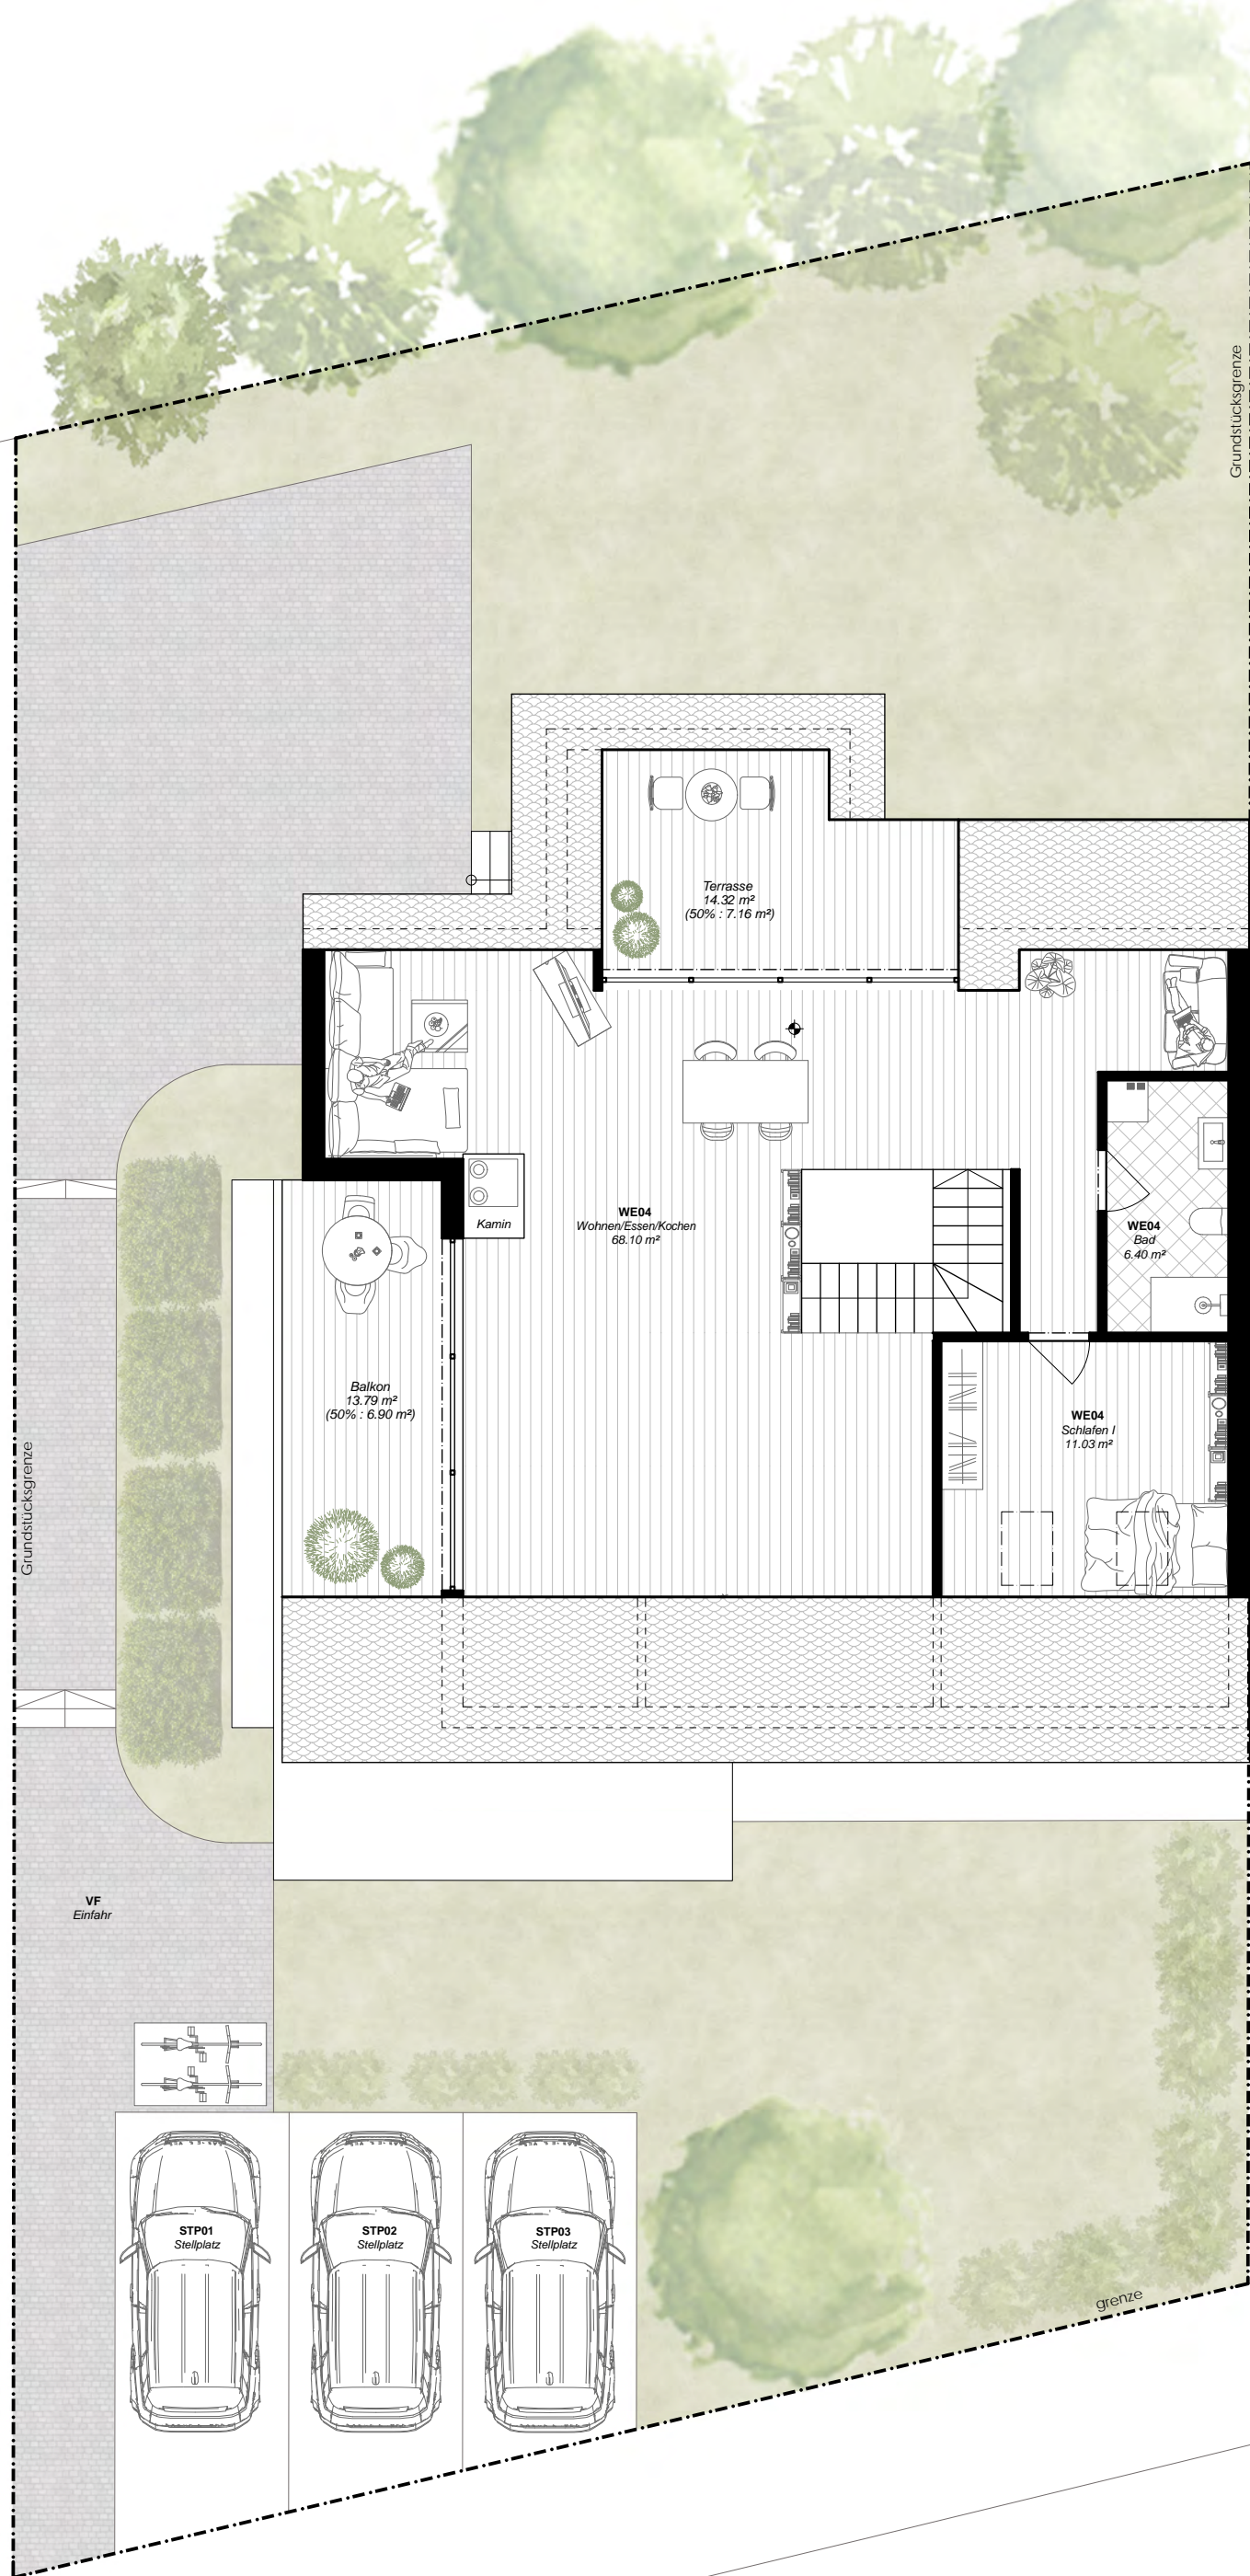 Grundstücksgrenze
Terrasse
14.32 m²
(50% : 7.16 m²)
Kamin
WE04
Wohnen/Essen/Kochen
68.10 m²
WE04
Bad
6.40 m²
Balkon
13.79 m²
(50% : 6.90 m²)
WE04
Schlafen I
11.03 m²
Grundstücksgrenze
VF
Einfahr
STP01
Stellplatz
STP02
Stellplatz
STP03
Stellplatz
grenze